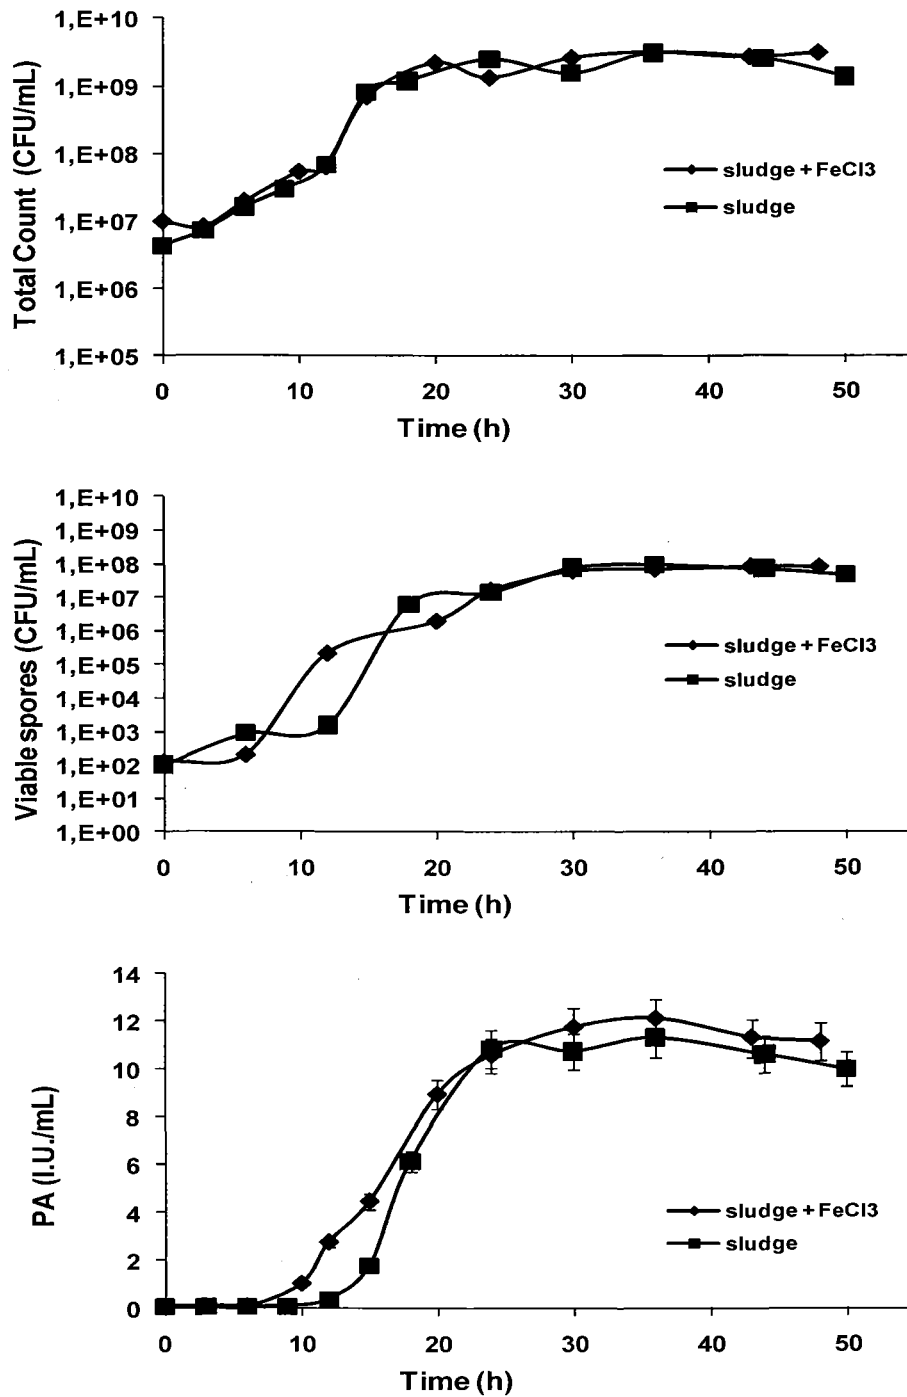 Total Count (CFU/mL)
1,E+10
1,E+09
1,E+08
1,E+07
1,E+06
1,E+05
sludge + FeCl3
sludge
0 10 20 30 40 50
Time (h)
Viable spores (CFU/mL)
1,E+10
1,E+09
1,E+08
1,E+07
1,E+06
1,E+05
1,E+04
1,E+03
1,E+02
1,E+01
1,E+00
sludge + FeCl3
sludge
0 10 20 30 40 50
Time (h)
PA (I.U./mL)
14
12
10
8
6
4
2
0
sludge + FeCl3
sludge
0 10 20 30 40 50
Time (h)